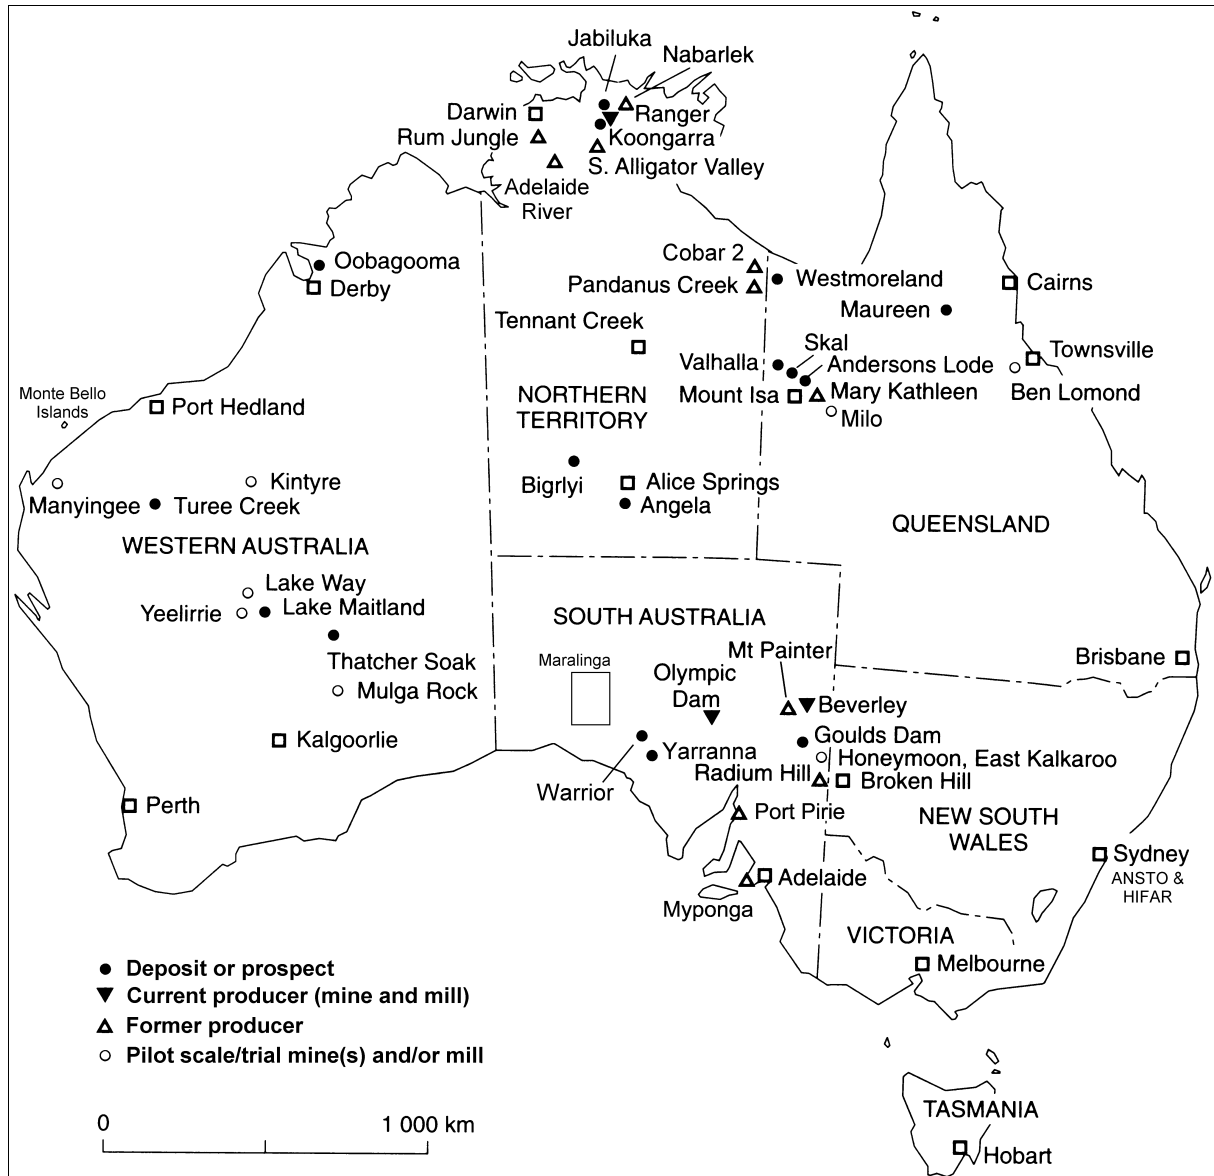 Jabiluka
Nabarlek
Darwin
Ranger
Rum Jungle
Koongarra
S. Alligator Valley
Adelaide
River
Cobar 2
Oobagooma
Westmoreland
Pandanus Creek
Derby
Cairns
Maureen
Tennant Creek
Skal
Townsville
Valhalla
Andersons Lode
Monte Bello
Islands
Port Hedland
NORTHERN
TERRITORY
Mount Isa
Mary Kathleen
Ben Lomond
Milo
Kintyre
Bigrlyi
Alice Springs
Manyingee
Turee Creek
Angela
QUEENSLAND
WESTERN AUSTRALIA
Lake Way
Yeelirrie
Lake Maitland
SOUTH AUSTRALIA
Mt Painter
Brisbane
Thatcher Soak
Maralinga
Olympic
Dam
Mulga Rock
Beverley
Kalgoorlie
Goulds Dam
Yarranna
Honeymoon, East Kalkaroo
Radium Hill
Broken Hill
Warrior
Perth
Port Pirie
NEW SOUTH
WALES
Sydney
ANSTO &
HIFAR
Adelaide
Myponga
VICTORIA
Melbourne
Deposit or prospect
Current producer (mine and mill)
Former producer
Pilot scale/trial mine(s) and/or mill
0
1 000 km
TASMANIA
Hobart